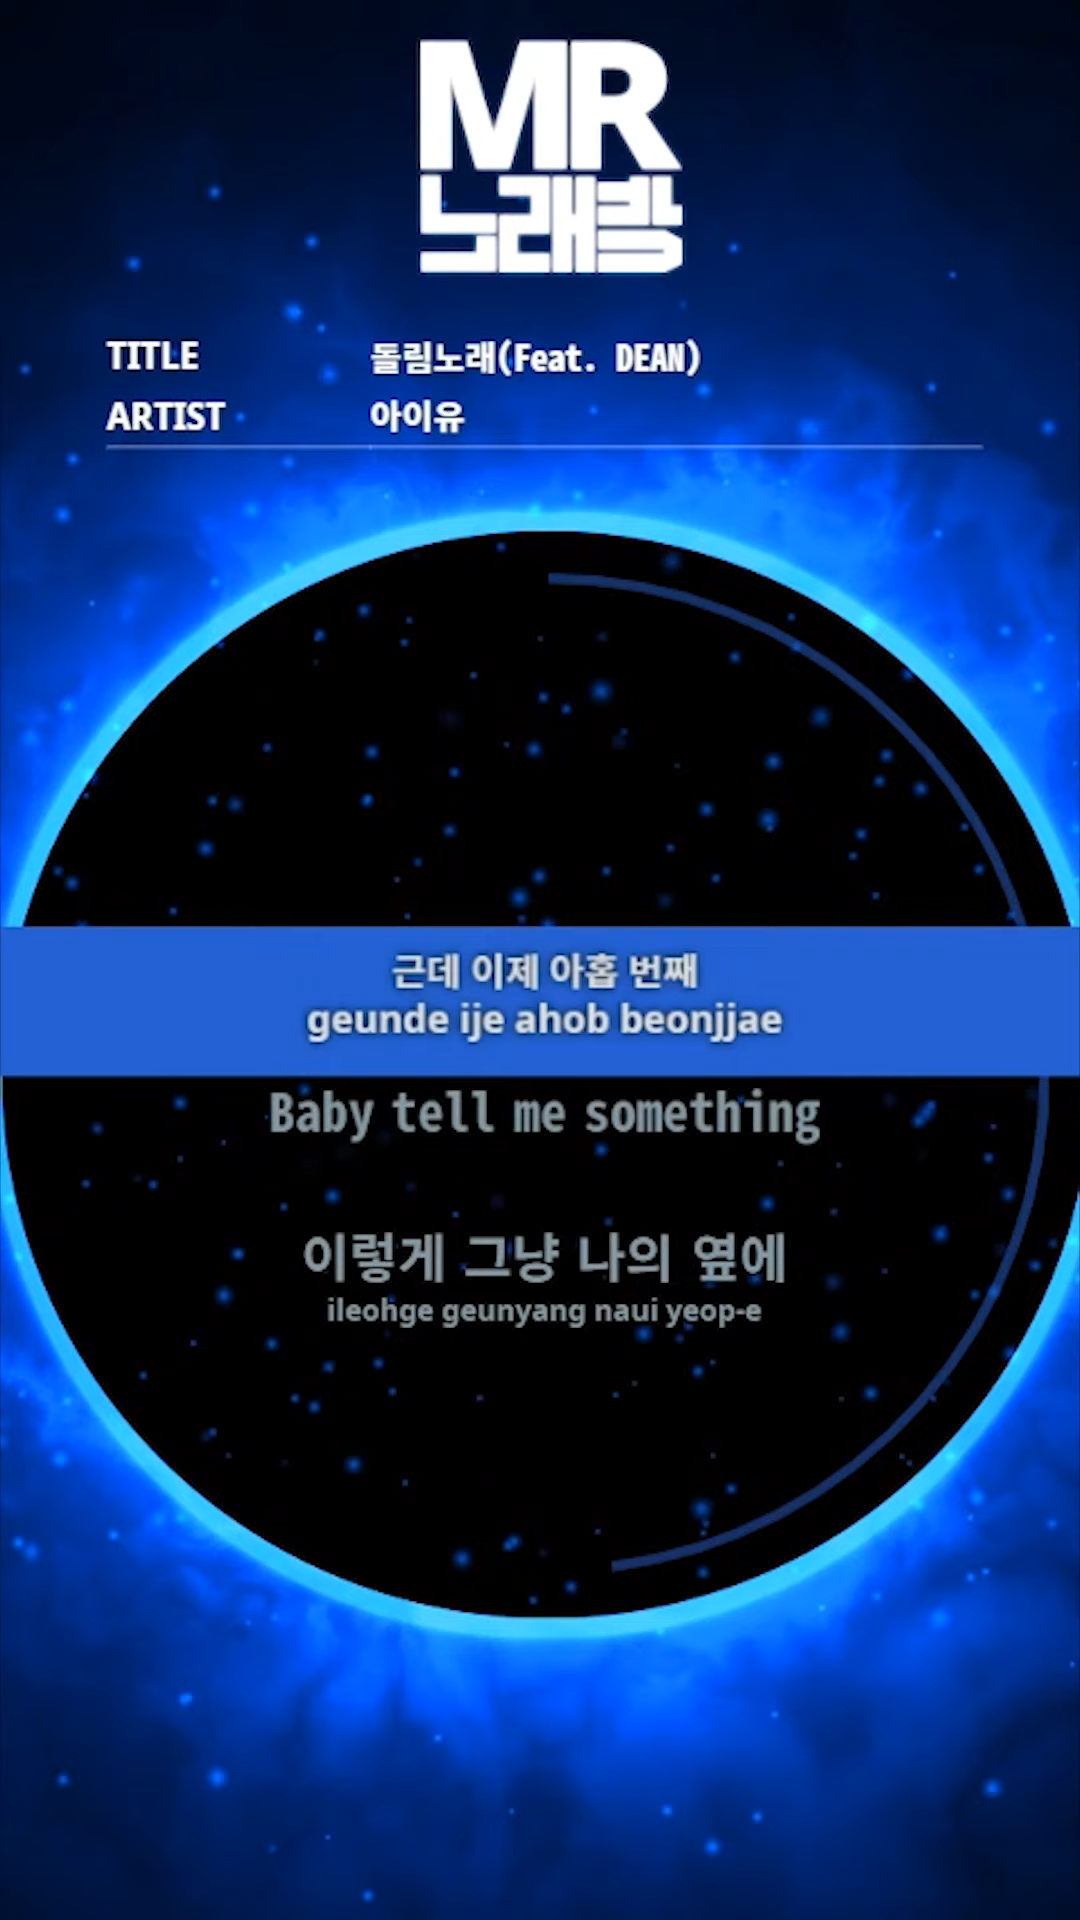 MR
노래방
TITLE 돌림노래(Feat. DEAN)
ARTIST 아이유
근데 이제 아홉 번째
geunde ije ahob beonjjae
Baby tell me something
이렇게 그냥 나의 옆에
ileohge geunyang naui yeop-e